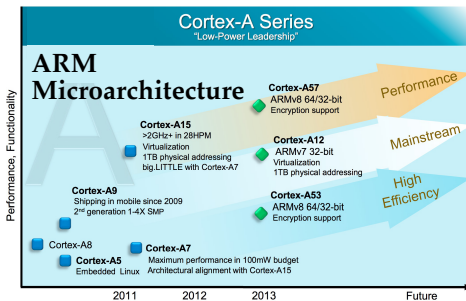 Cortex-A Series
"Low-Power Leadership"
ARM
Microarchitecture
Performance, Functionality
Cortex-A57
ARMv8 64/32-bit
Encryption support
Performance
Cortex-A15
>2GHz+ in 28HPM
Virtualization
1TB physical addressing
big.LITTLE with Cortex-A7
Cortex-A12
ARMv7 32-bit
Virtualization
1TB physical addressing
Mainstream
Cortex-A9
Shipping in mobile since 2009
2nd generation 1-4X SMP
Cortex-A53
ARMv8 64/32-bit
Encryption support
High
Efficiency
Cortex-A8
Cortex-A5
Embedded Linux
Cortex-A7
Maximum performance in 100mW budget
Architectural alignment with Cortex-A15
2011
2012
2013
Future
A